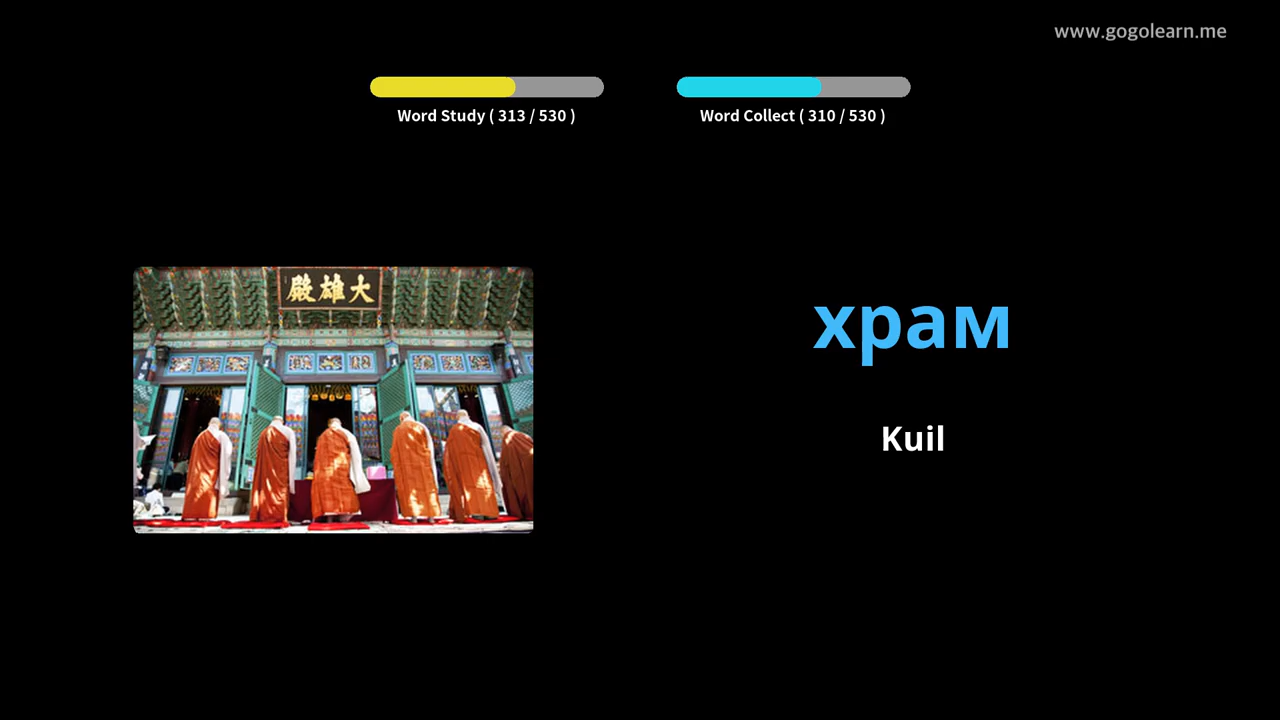 www.gogolearn.me
Word Study ( 313 / 530 )
Word Collect ( 310 / 530 )
殿雄大
храм
Kuil